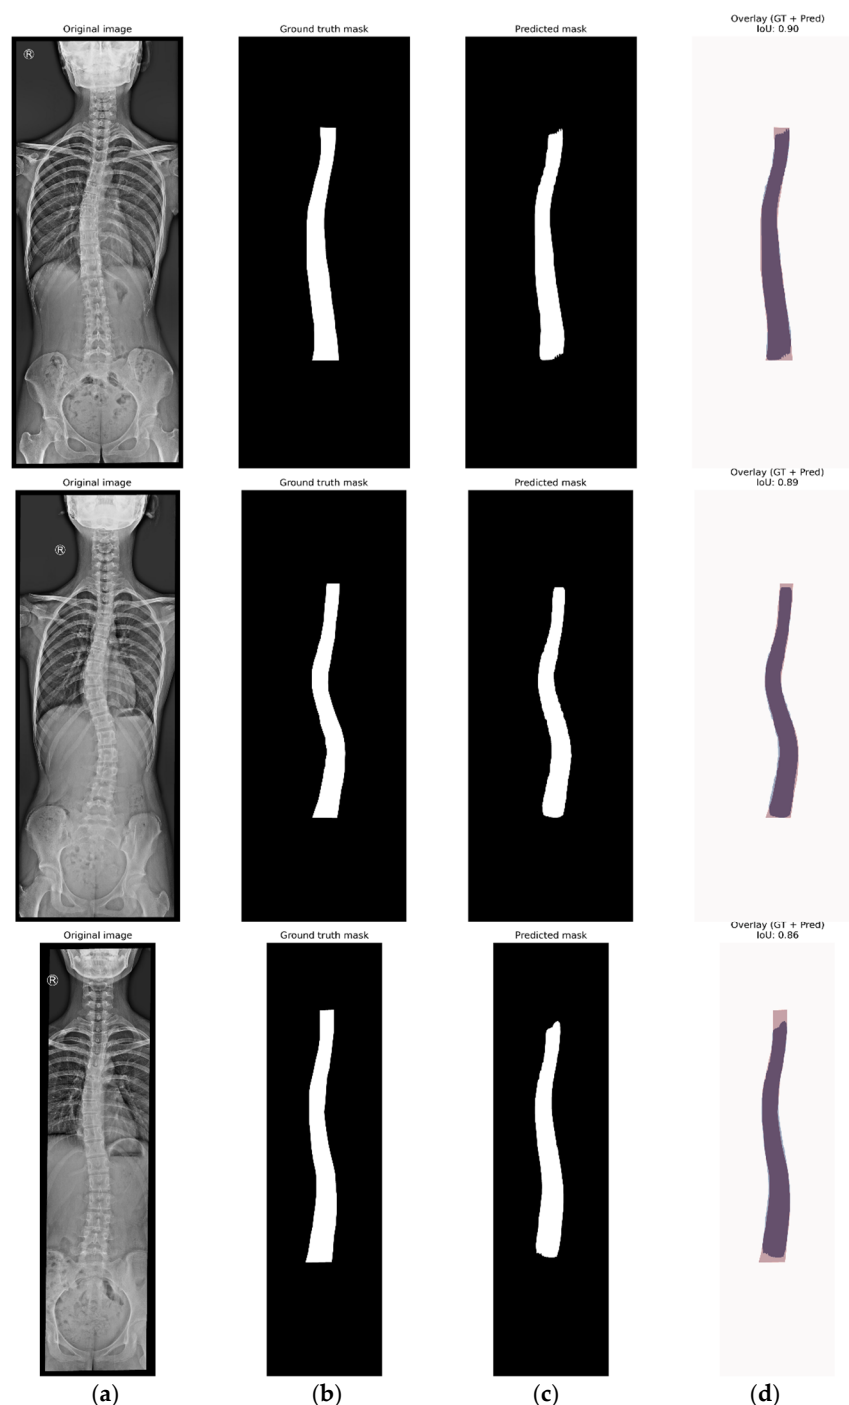 Original image
Ground truth mask
Predicted mask
Overlay (GT + Pred)
IoU: 0.90
®
Original image
Ground truth mask
Predicted mask
Overlay (GT + Pred)
IoU: 0.89
®
Original image
Ground truth mask
Predicted mask
Overlay (GT + Pred)
IoU: 0.86
®
(a) (b) (c) (d)